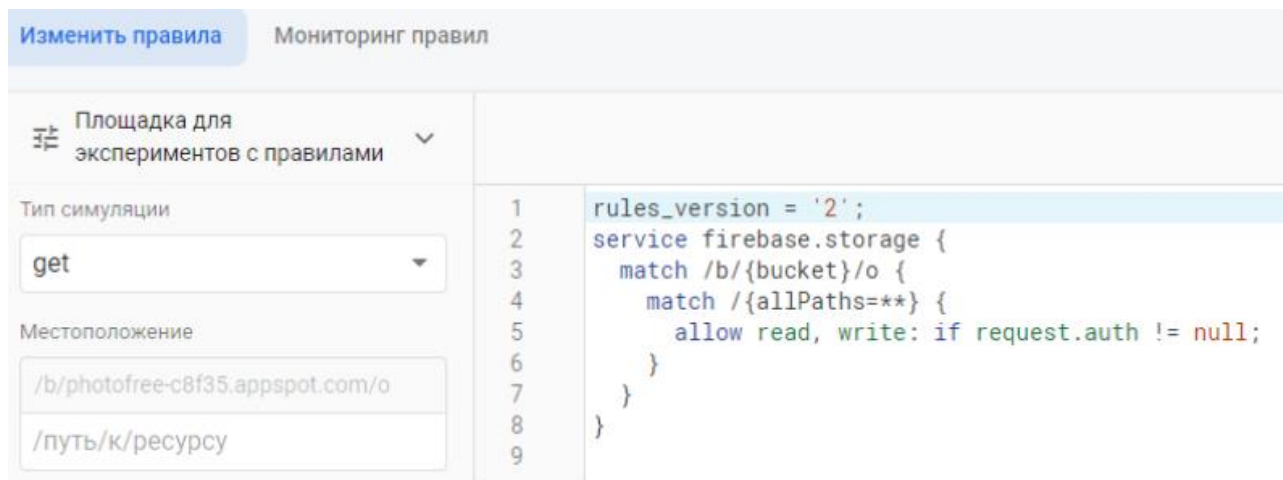 Изменить правила Мониторинг правил
Площадка для
экспериментов с правилами
Тип симуляции
get
Местоположение
/b/photofree-c8f35.appspot.com/o
/путь/к/ресурсу
1 rules_version = '2';
2 service firebase.storage {
3 match /b/{bucket}/o {
4 match /{allPaths=**} {
5 allow read, write: if request.auth != null;
6 }
7 }
8 }
9